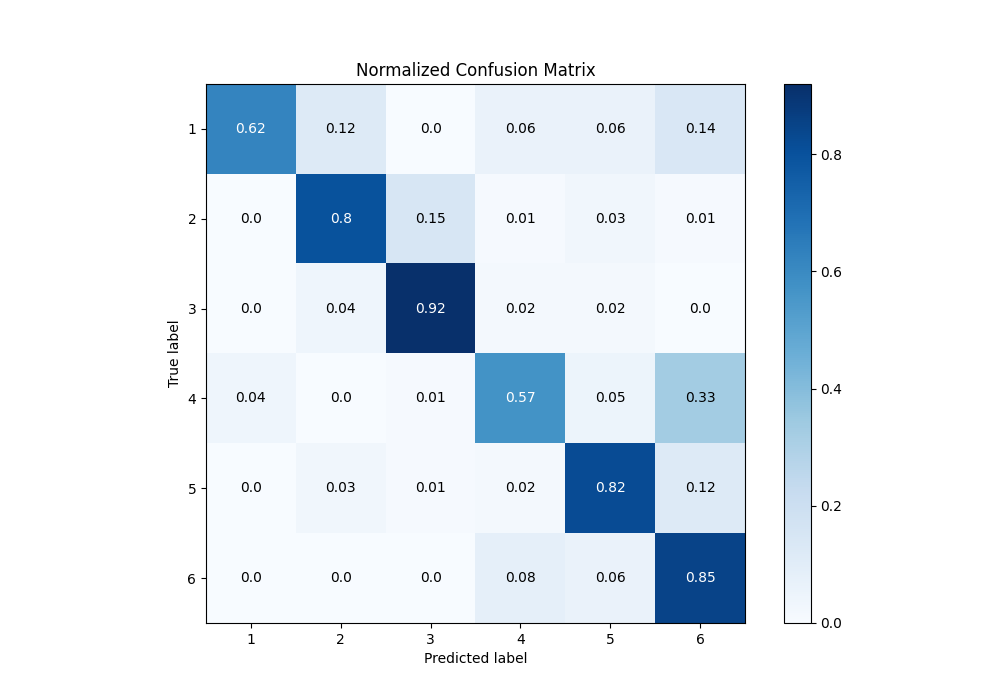 Normalized Confusion Matrix
True label
1 0.62 0.12 0.0 0.06 0.06 0.14
2 0.0 0.8 0.15 0.01 0.03 0.01
3 0.0 0.04 0.92 0.02 0.02 0.0
4 0.04 0.0 0.01 0.57 0.05 0.33
5 0.0 0.03 0.01 0.02 0.82 0.12
6 0.0 0.0 0.0 0.08 0.06 0.85
1 2 3 4 5 6
Predicted label
0.8
0.6
0.4
0.2
0.0